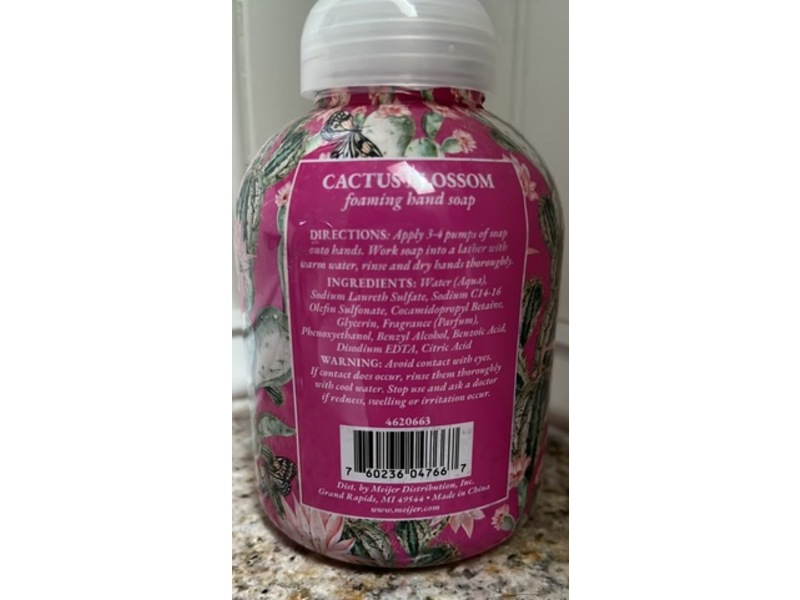 CACTUS BLOSSOM
foaming hand soap
DIRECTIONS: Apply 3-4 pumps of soap
onto hands. Work soap into a lather with
warm water, rinse and dry hands thoroughly.
INGREDIENTS: Water (Aqua),
Sodium Laureth Sulfate, Sodium C14-16
Olefin Sulfonate, Cocamidopropyl Betaine,
Glycerin, Fragrance (Parfum),
Phenoxyethanol, Benzyl Alcohol, Benzoic Acid,
Disodium EDTA, Citric Acid
WARNING: Avoid contact with eyes.
If contact does occur, rinse them thoroughly
with cool water. Stop use and ask a doctor
if redness, swelling or irritation occur.
4620663
7 60236 04766 7
Dist. by Meijer Distribution, Inc.
Grand Rapids, MI 49544 • Made in China
www.meijer.com